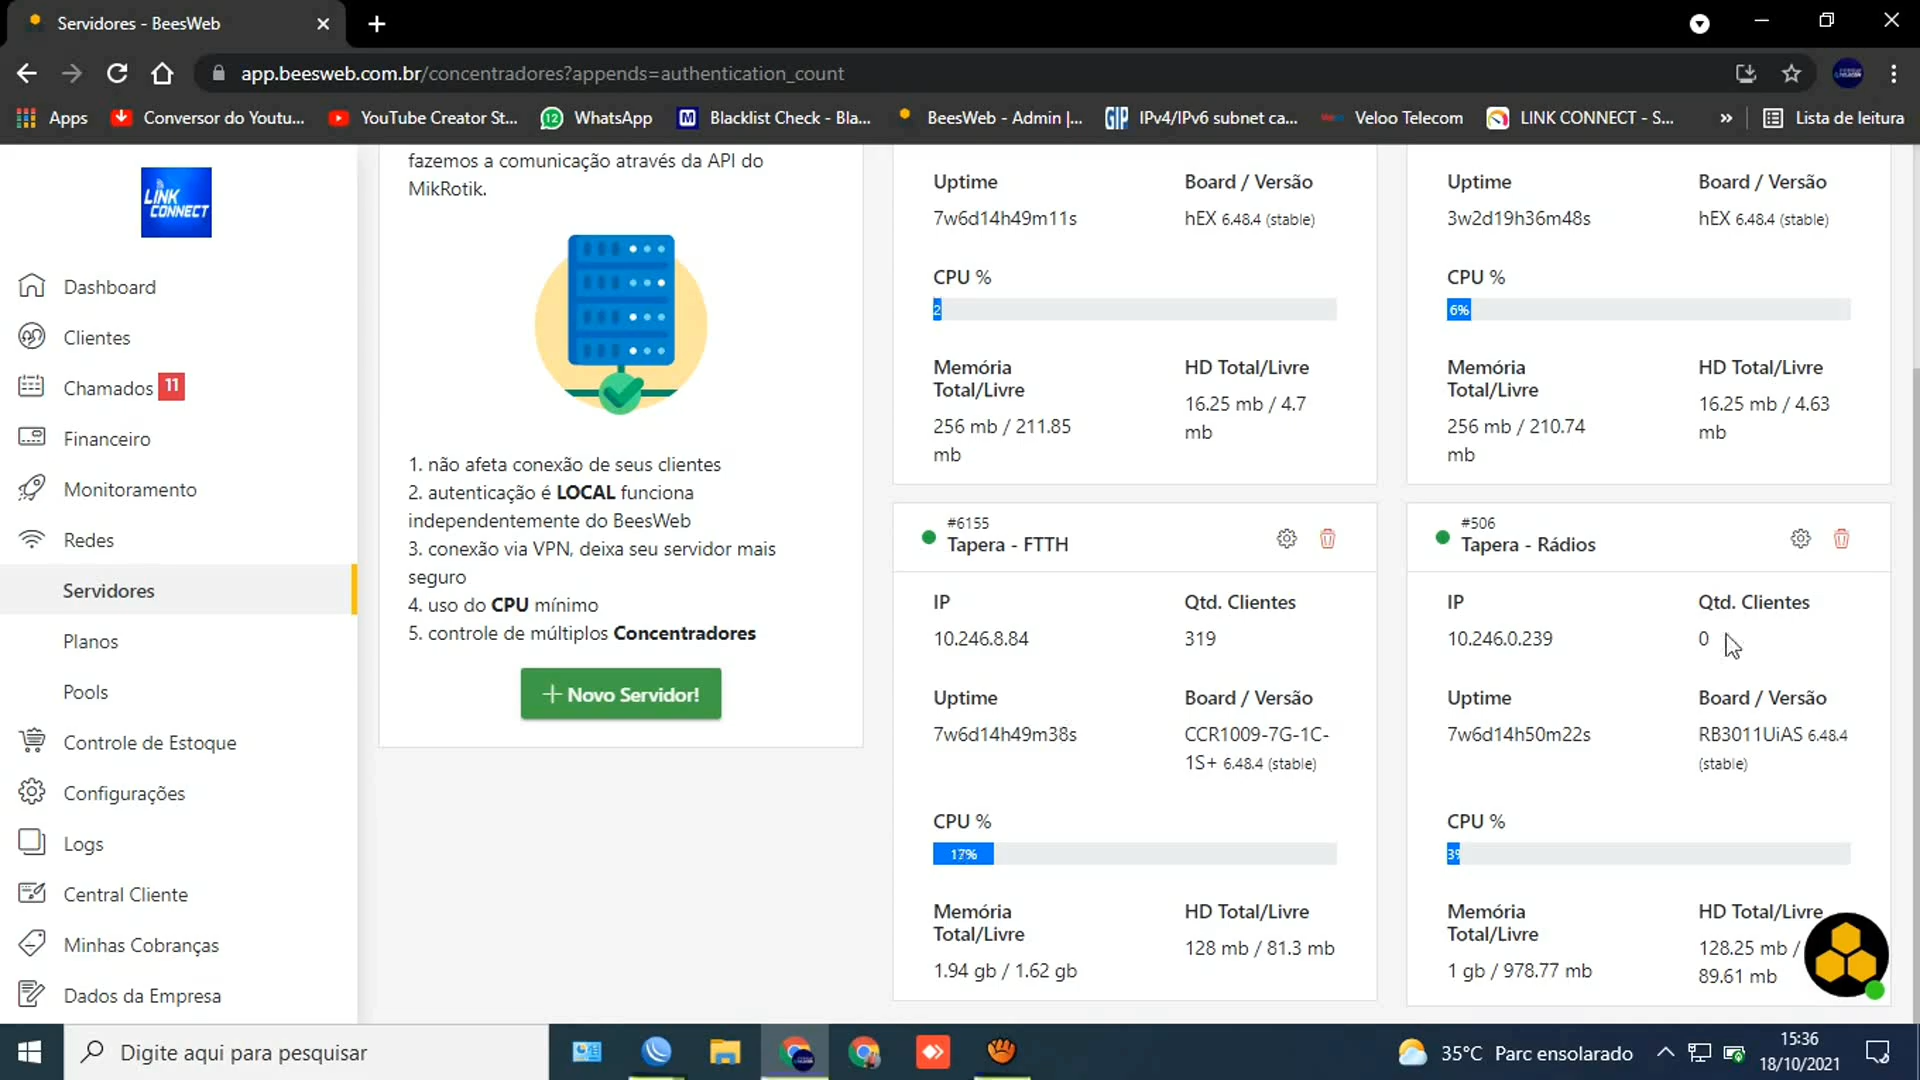 Servidores - BeesWeb
app.beesweb.com.br/concentradores?appends=authentication_count
Apps
Conversor do Youtu...
YouTube Creator St...
12
WhatsApp
M
Blacklist Check - Bla...
BeesWeb - Admin |...
GIP
IPv4/IPv6 subnet ca...
Veloo Telecom
LINK CONNECT - S...
»
Lista de leitura
LINK
CONNECT
Dashboard
Clientes
Chamados 11
Financeiro
Monitoramento
Redes
Servidores
Planos
Pools
Controle de Estoque
Configurações
Logs
Central Cliente
Minhas Cobranças
Dados da Empresa
fazemos a comunicação através da API do
MikRotik.
1. não afeta conexão de seus clientes
2. autenticação é LOCAL funciona
independentemente do BeesWeb
3. conexão via VPN, deixa seu servidor mais
seguro
4. uso do CPU mínimo
5. controle de múltiplos Concentradores
+ Novo Servidor!
Uptime
7w6d14h49m11s
Board / Versão
hEX 6.48.4 (stable)
CPU %
2
Memória
Total/Livre
256 mb / 211.85
mb
HD Total/Livre
16.25 mb / 4.7
mb
Uptime
3w2d19h36m48s
Board / Versão
hEX 6.48.4 (stable)
CPU %
6%
Memória
Total/Livre
256 mb / 210.74
mb
HD Total/Livre
16.25 mb / 4.63
mb
#6155
Tapera - FTTH
IP
10.246.8.84
Qtd. Clientes
319
Uptime
7w6d14h49m38s
Board / Versão
CCR1009-7G-1C-
1S+ 6.48.4 (stable)
CPU %
17%
Memória
Total/Livre
1.94 gb / 1.62 gb
HD Total/Livre
128 mb / 81.3 mb
#506
Tapera - Rádios
IP
10.246.0.239
Qtd. Clientes
0
Uptime
7w6d14h50m22s
Board / Versão
RB3011UiAS 6.48.4
(stable)
CPU %
3%
Memória
Total/Livre
1 gb / 978.77 mb
HD Total/Livre
128.25 mb /
89.61 mb
Digite aqui para pesquisar
35°C Parc ensolarado
15:36
18/10/2021